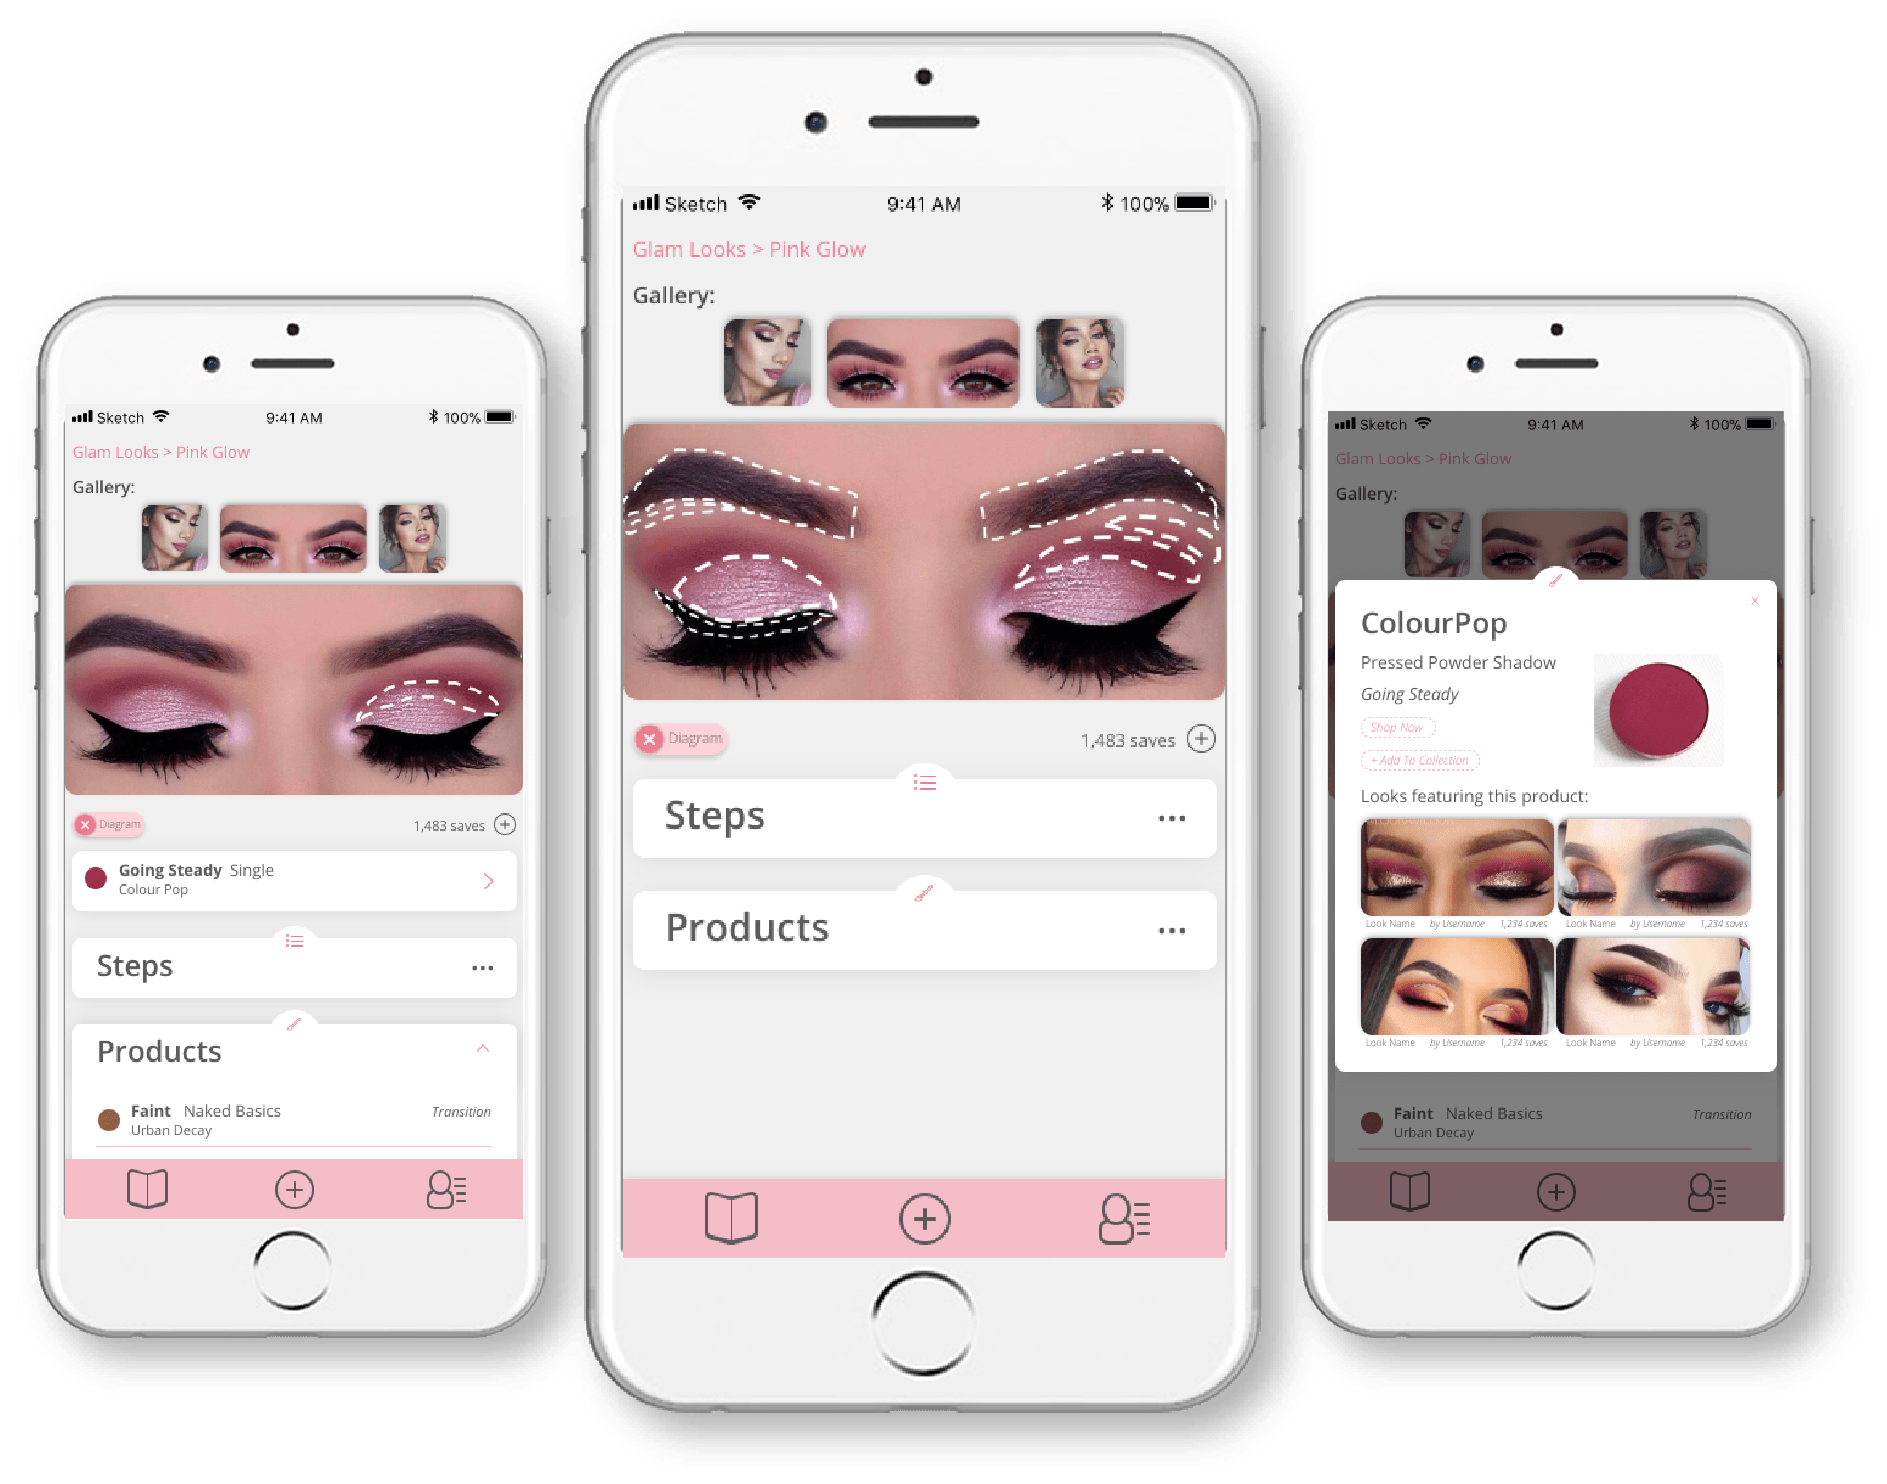 Sketch 9:41 AM 100%
Glam Looks > Pink Glow
Gallery:
Diagram 1,483 saves
Going Steady Single
Colour Pop
Steps
Products
Faint Naked Basics Transition
Urban Decay
Sketch 9:41 AM 100%
Glam Looks > Pink Glow
Gallery:
Diagram 1,483 saves
Steps
Products
Sketch 9:41 AM 100%
Glam Looks > Pink Glow
Gallery:
x
ColourPop
Pressed Powder Shadow
Going Steady
Shop Now
+ Add To Collection
Looks featuring this product:
Look Name by Username 1,234 saves Look Name by Username 1,234 saves
Look Name by Username 1,234 saves Look Name by Username 1,234 saves
Faint Naked Basics Transition
Urban Decay